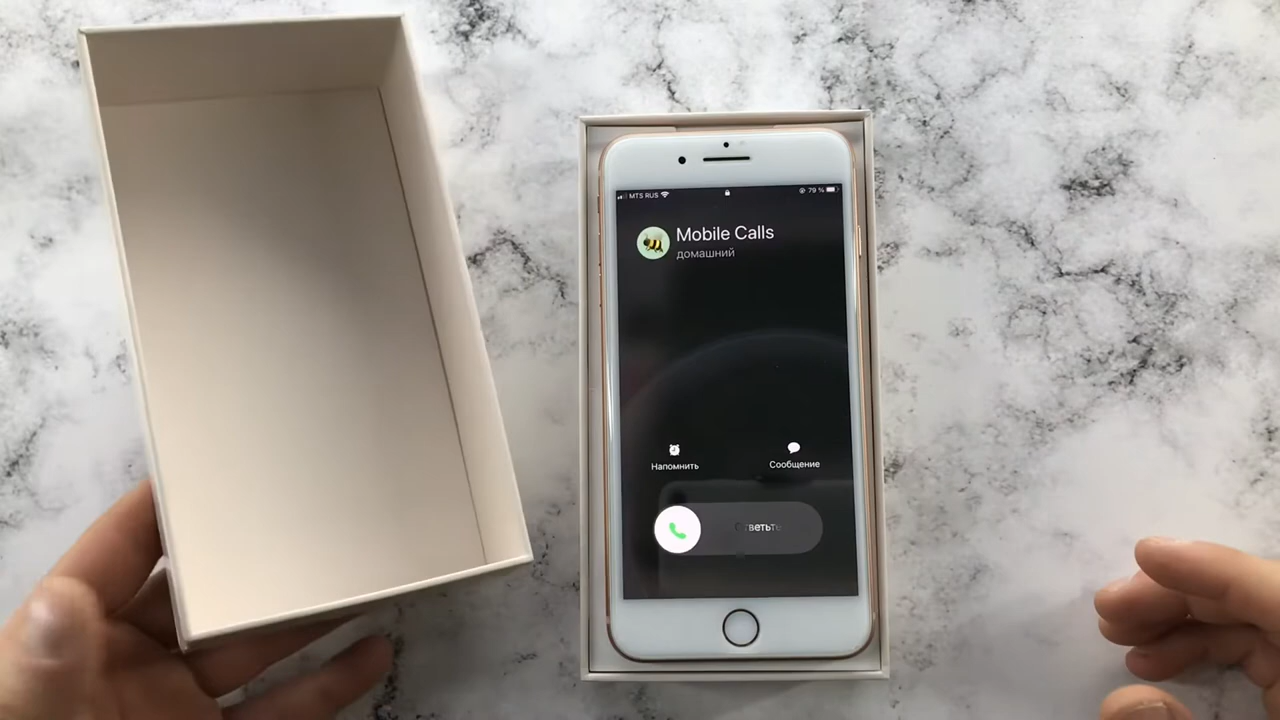 MTS RUS
79 %
Mobile Calls
домашний
Напомнить
Сообщение
Ответьте